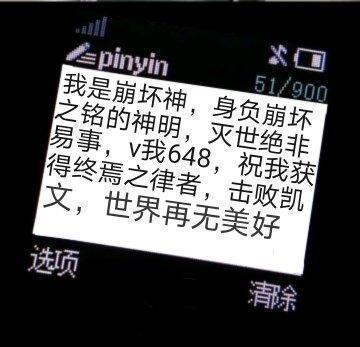 pinyin
51/900
我是崩坏神，身负崩坏
之铭的神明，灭世绝非
易事，v我648，祝我获
得终焉之律者，击败凯
文，世界再无美好
选项
清除